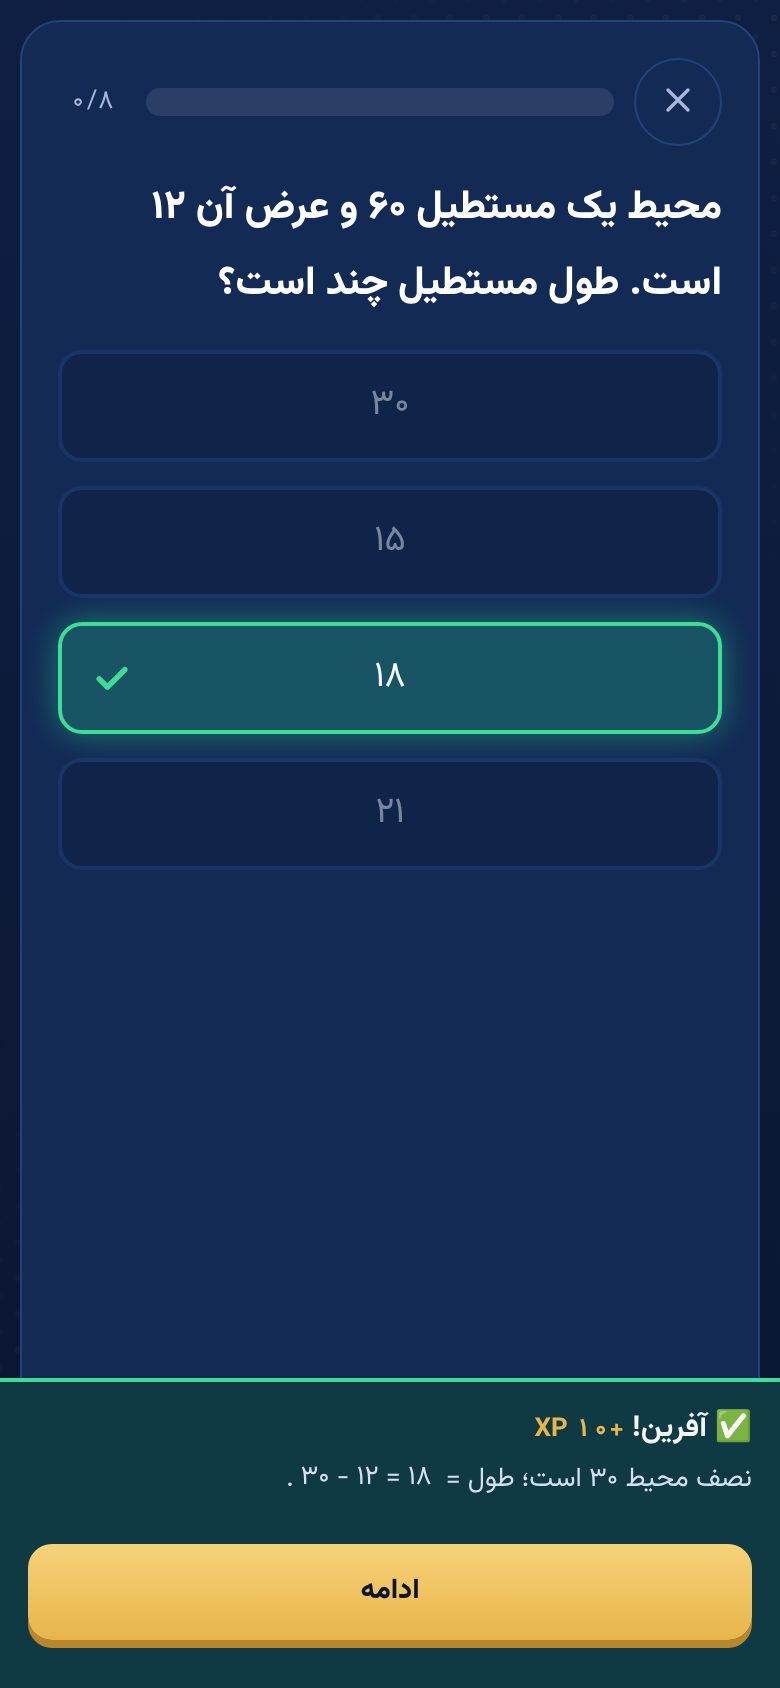 ۰/۸
محیط یک مستطیل ۶۰ و عرض آن ۱۲
است. طول مستطیل چند است؟
۳۰
۱۵
۱۸
۲۱
✅ آفرین! +۱۰ XP
نصف محیط ۳۰ است؛ طول = ۳۰ − ۱۲ = ۱۸ .
ادامه